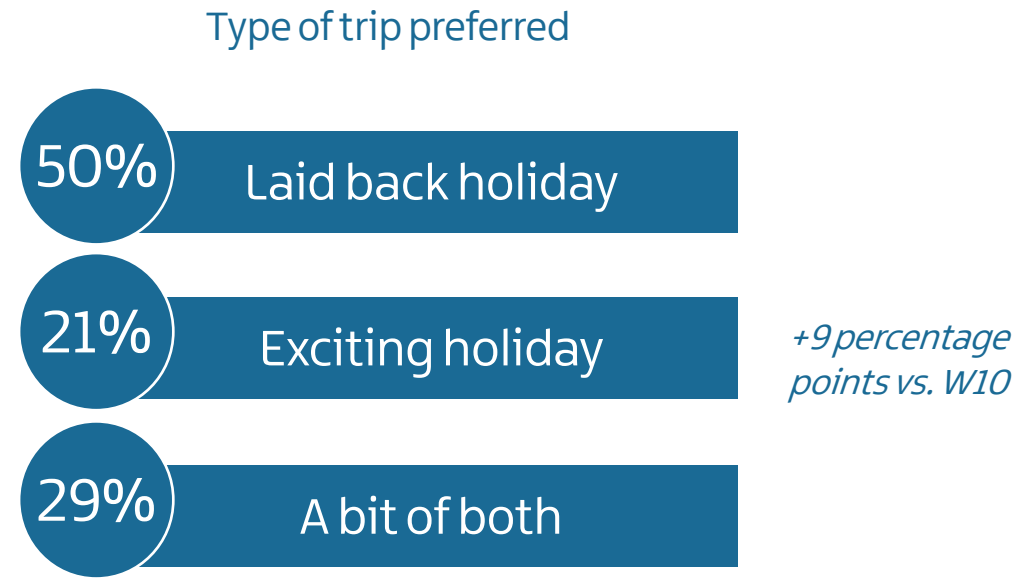 Type of trip preferred
50%
Laid back holiday
21%
Exciting holiday
+9 percentage
points vs. W10
29%
A bit of both